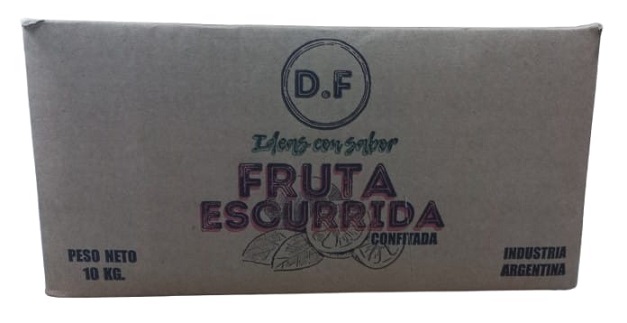 D.F
Ideas con sabor
FRUTA
ESCURRIDA
CONFITADA
PESO NETO
10 KG.
INDUSTRIA
ARGENTINA